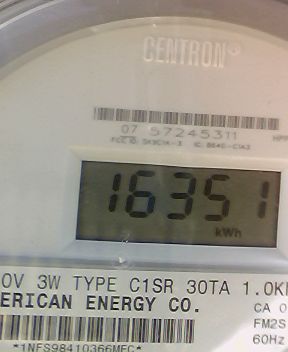 CENTRON®
07 57245311
16351
kWh
0V 3W TYPE C1SR 30TA 1.0K
ERICAN ENERGY CO.
CA 0
FM2S
60Hz
*1NFS98410366MFC*